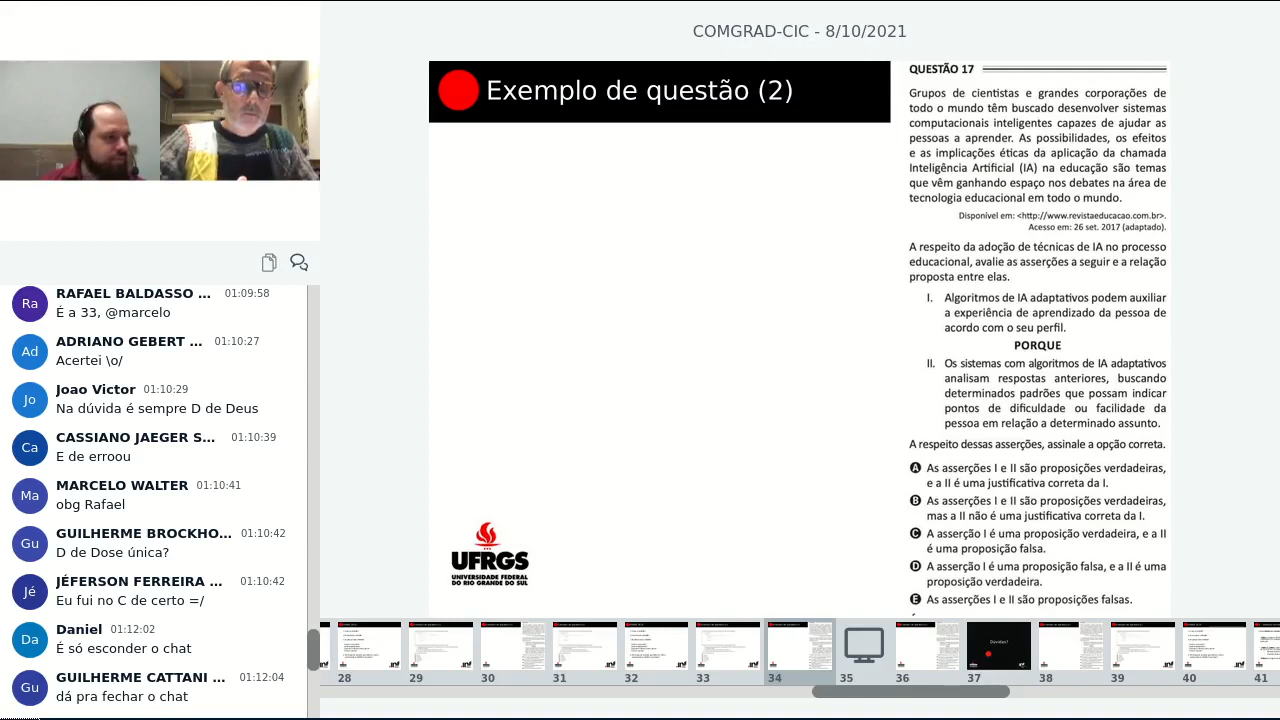 COMGRAD-CIC - 8/10/2021
Exemplo de questão (2)
QUESTÃO 17
Grupos de cientistas e grandes corporações de
todo o mundo têm buscado desenvolver sistemas
computacionais inteligentes capazes de ajudar as
pessoas a aprender. As possibilidades, os efeitos
e as implicações éticas da aplicação da chamada
Inteligência Artificial (IA) na educação são temas
que vêm ganhando espaço nos debates na área de
tecnologia educacional em todo o mundo.
Disponível em: <http://www.revistaeducacao.com.br>.
Acesso em: 26 set. 2017 (adaptado).
A respeito da adoção de técnicas de IA no processo
educacional, avalie as asserções a seguir e a relação
proposta entre elas.
I. Algoritmos de IA adaptativos podem auxiliar
a experiência de aprendizado da pessoa de
acordo com o seu perfil.
PORQUE
II. Os sistemas com algoritmos de IA adaptativos
analisam respostas anteriores, buscando
determinados padrões que possam indicar
pontos de dificuldade ou facilidade da
pessoa em relação a determinado assunto.
A respeito dessas asserções, assinale a opção correta.
A As asserções I e II são proposições verdadeiras,
e a II é uma justificativa correta da I.
B As asserções I e II são proposições verdadeiras,
mas a II não é uma justificativa correta da I.
C A asserção I é uma proposição verdadeira, e a II
é uma proposição falsa.
D A asserção I é uma proposição falsa, e a II é uma
proposição verdadeira.
E As asserções I e II são proposições falsas.
UFRGS
UNIVERSIDADE FEDERAL
DO RIO GRANDE DO SUL
Ra RAFAEL BALDASSO ... 01:09:58
É a 33, @marcelo
Ad ADRIANO GEBERT ... 01:10:27
Acertei \o/
Jo Joao Victor 01:10:29
Na dúvida é sempre D de Deus
Ca CASSIANO JAEGER S... 01:10:39
E de erroou
Ma MARCELO WALTER 01:10:41
obg Rafael
Gu GUILHERME BROCKHO... 01:10:42
D de Dose única?
Jé JÉFERSON FERREIRA ... 01:10:42
Eu fui no C de certo =/
Da Daniel 01:12:02
É só esconder o chat
Gu GUILHERME CATTANI ... 01:12:04
dá pra fechar o chat
Dúvidas?
28 29 30 31 32 33 34 35 36 37 38 39 40 41